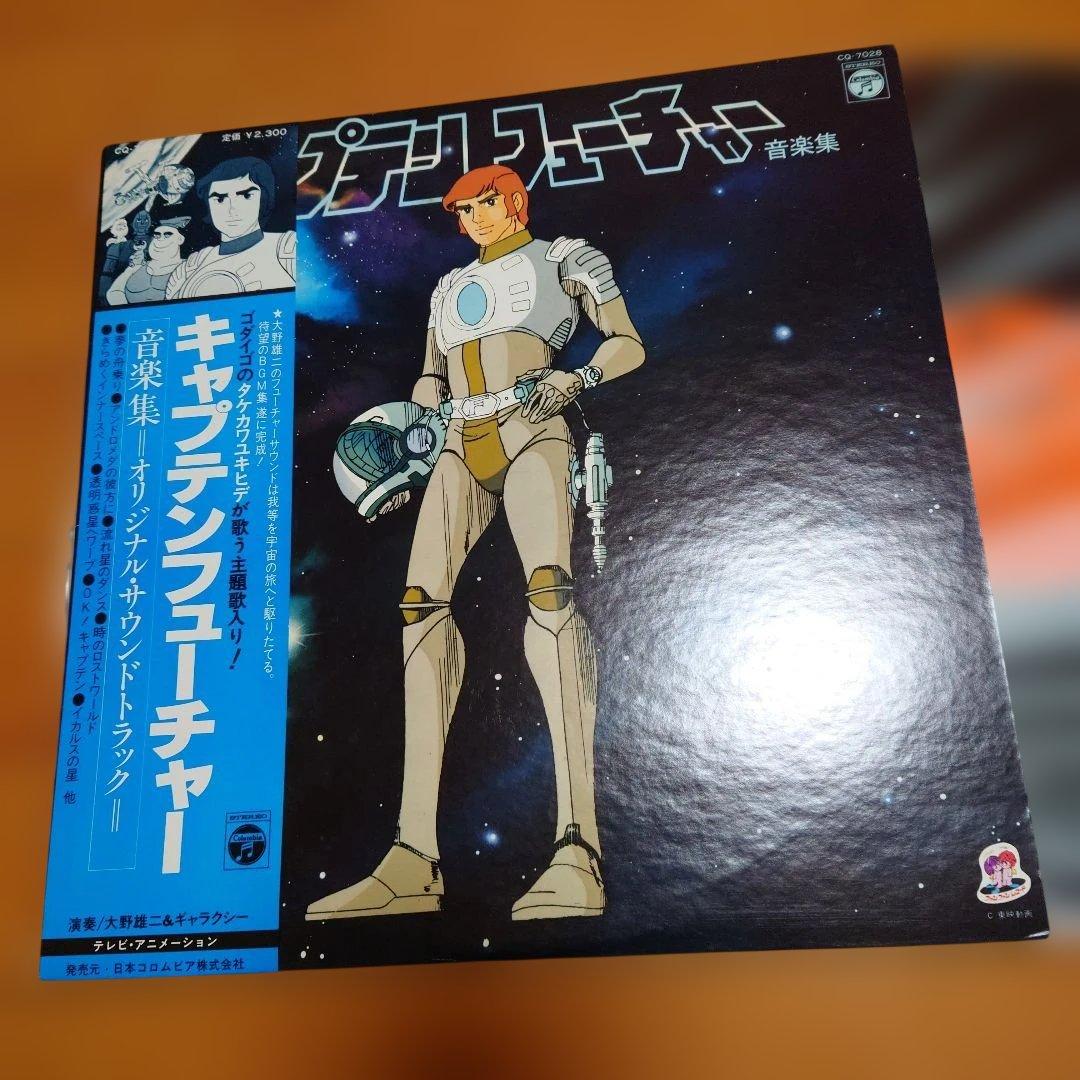 CQ-7028
STEREO
Columbia
プテンフューチャー
音楽集
定価 ¥2,300
★大野雄二のフューチャーサウンドは我等を宇宙の旅へと駆りたてる。
待望のBGM集 遂に完成!
ゴダイゴのタケカワユキヒデが歌う主題歌入り!
キャプテンフューチャー
音楽集=オリジナル・サウンドトラック=
●夢の舟乗り●アンドロメダの彼方に●流れ星のダンス●時のロストワールド
●きらめくインナースペース●透明惑星へワープ●OK!キャプテン●イカルスの星 他
STEREO
Columbia
演奏/大野雄二&ギャラクシー
テレビ・アニメーション
発売元・日本コロムビア株式会社
C 東映動画